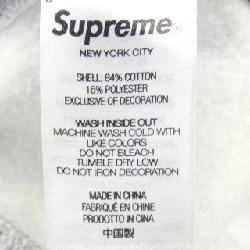 Supreme®
NEW YORK CITY
SHELL: 84% COTTON
16% POLYESTER
EXCLUSIVE OF DECORATION
WASH INSIDE OUT
MACHINE WASH COLD WITH
LIKE COLORS
DO NOT BLEACH
TUMBLE DRY LOW
DO NOT IRON DECORATION
MADE IN CHINA
FABRIQUÉ EN CHINE
PRODOTTO IN CINA
中国製